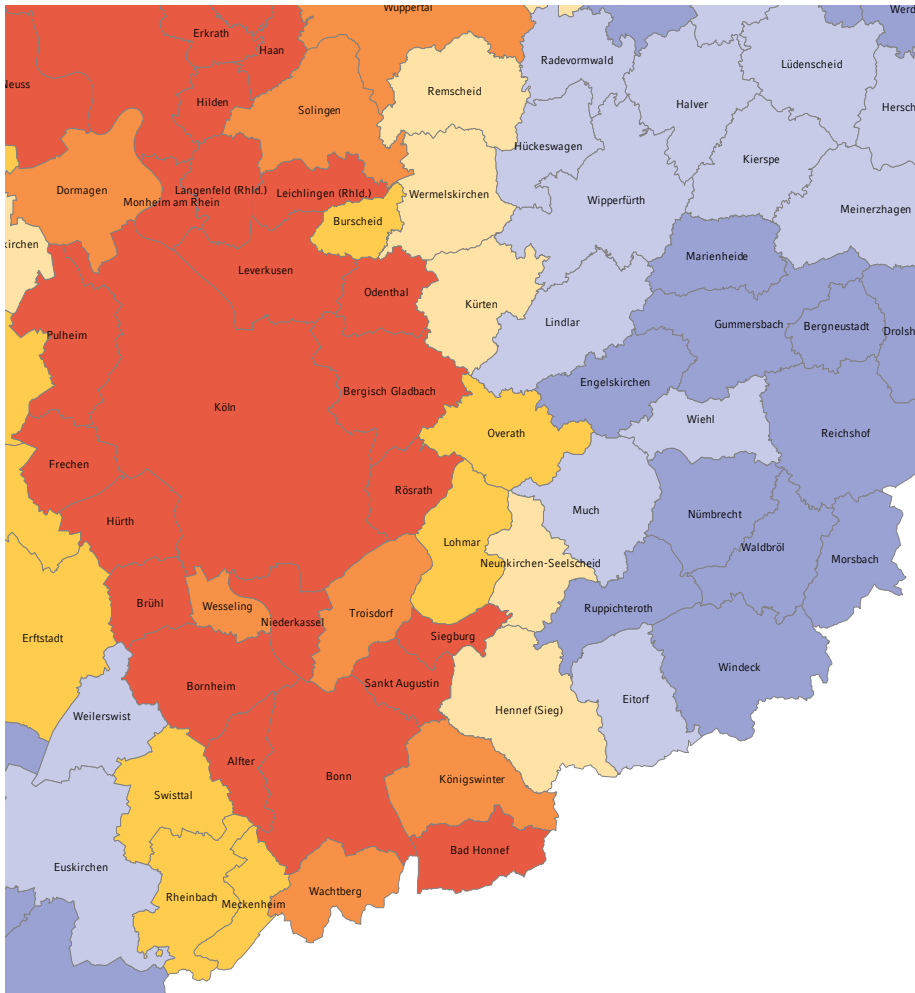 Wuppertal
Werd
Erkrath
Haan
Radevormwald
Lüdenscheid
Neuss
Remscheid
Hilden
Solingen
Halver
Hersch
Hückeswagen
Kierspe
Dormagen
Langenfeld (Rhld.)
Leichlingen (Rhld.)
Wermelskirchen
Monheim am Rhein
Wipperfürth
Meinerzhagen
Burscheid
kirchen
Marienheide
Leverkusen
Odenthal
Kürten
Lindlar
Gummersbach
Bergneustadt
Drolsh
Pulheim
Engelskirchen
Bergisch Gladbach
Köln
Wiehl
Overath
Reichshof
Frechen
Rösrath
Much
Nümbrecht
Hürth
Lohmar
Waldbröl
Neunkirchen-Seelscheid
Morsbach
Brühl
Wesseling
Troisdorf
Ruppichteroth
Niederkassel
Siegburg
Erftstadt
Windeck
Bornheim
Sankt Augustin
Eitorf
Hennef (Sieg)
Weilerswist
Alfter
Bonn
Königswinter
Swisttal
Bad Honnef
Euskirchen
Wachtberg
Rheinbach
Meckenheim